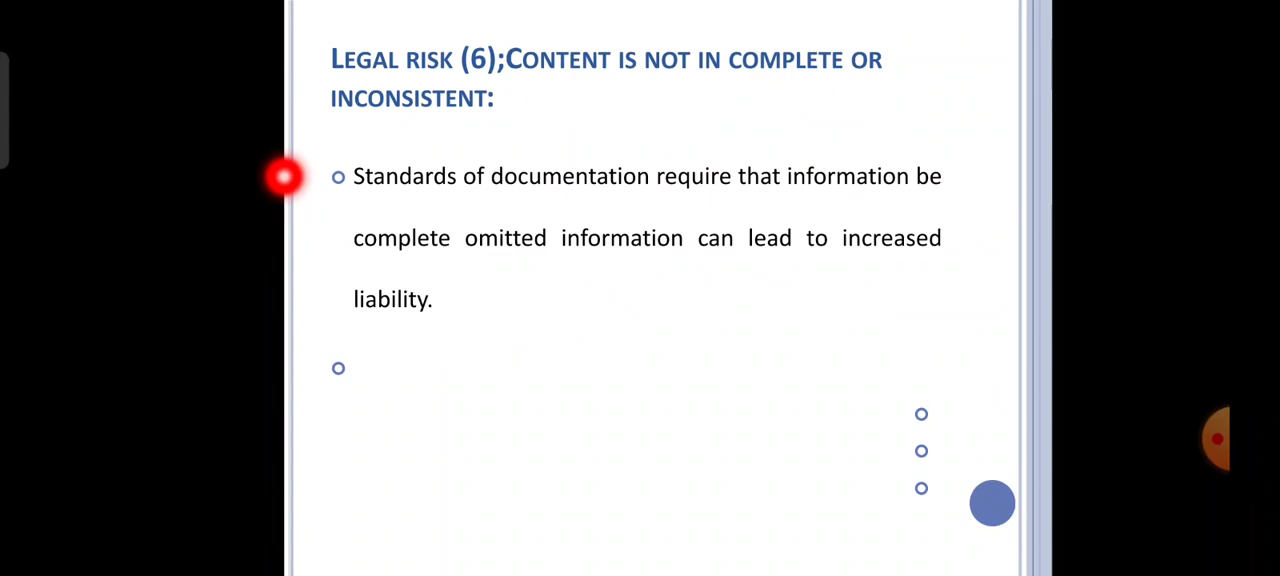 LEGAL RISK (6);CONTENT IS NOT IN COMPLETE OR
INCONSISTENT:
Standards of documentation require that information be
complete omitted information can lead to increased
liability.